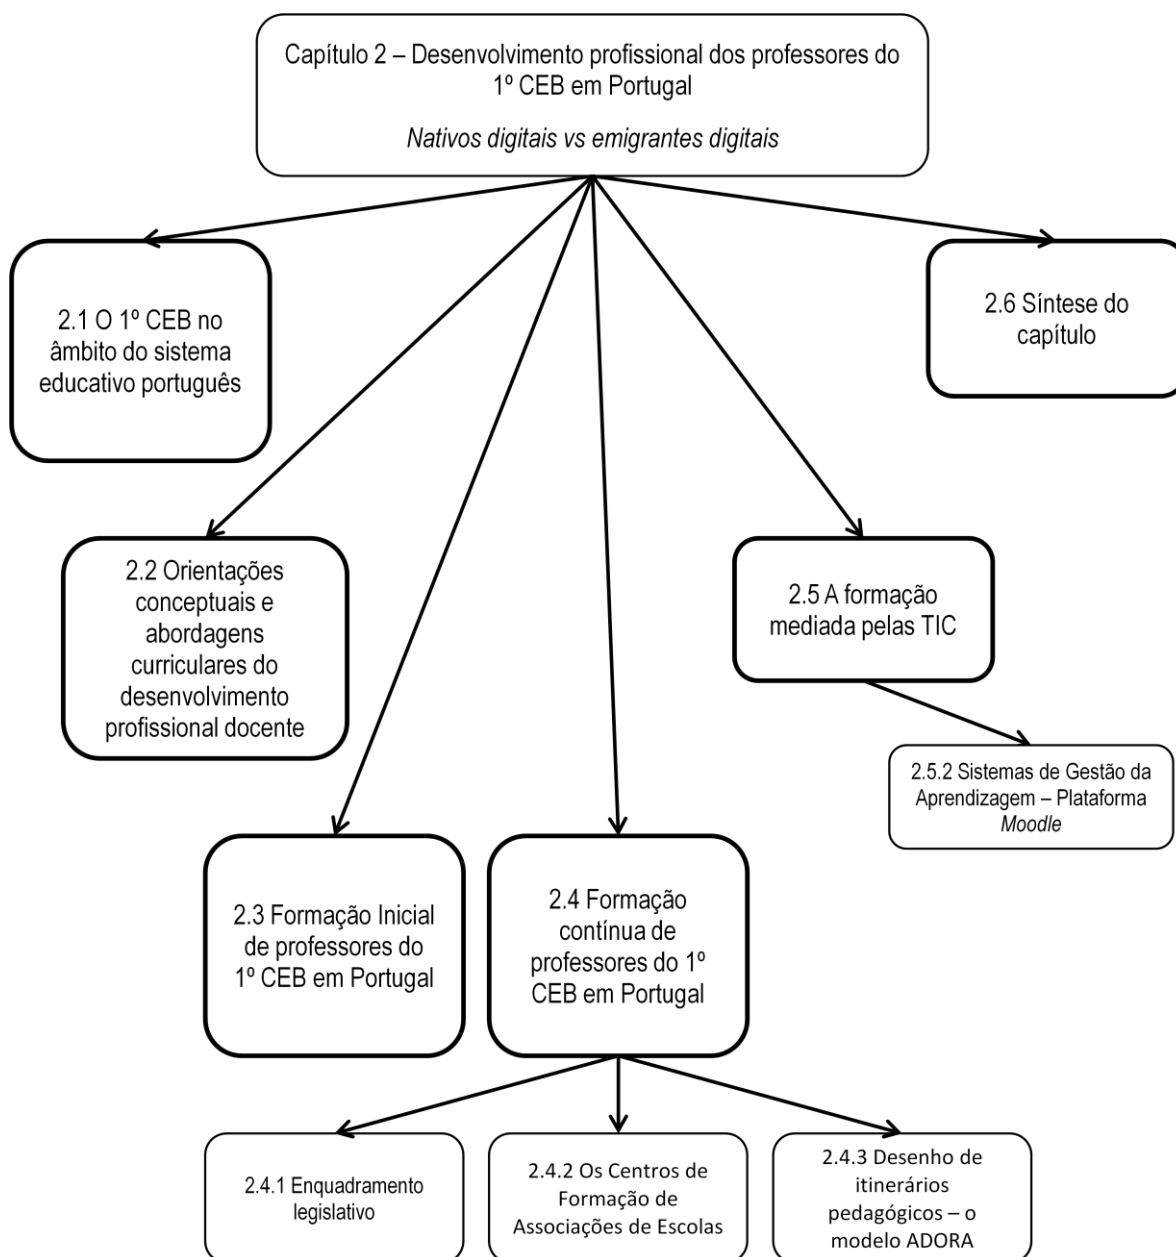 Capítulo 2 – Desenvolvimento profissional dos professores do
1º CEB em Portugal
Nativos digitais vs emigrantes digitais
2.1 O 1º CEB no
âmbito do sistema
educativo português
2.6 Síntese do
capítulo
2.2 Orientações
conceptuais e
abordagens
curriculares do
desenvolvimento
profissional docente
2.5 A formação
mediada pelas TIC
2.5.2 Sistemas de Gestão da
Aprendizagem – Plataforma
Moodle
2.3 Formação Inicial
de professores do
1º CEB em Portugal
2.4 Formação
contínua de
professores do 1º
CEB em Portugal
2.4.1 Enquadramento
legislativo
2.4.2 Os Centros de
Formação de
Associações de Escolas
2.4.3 Desenho de
itinerários
pedagógicos – o
modelo ADORA